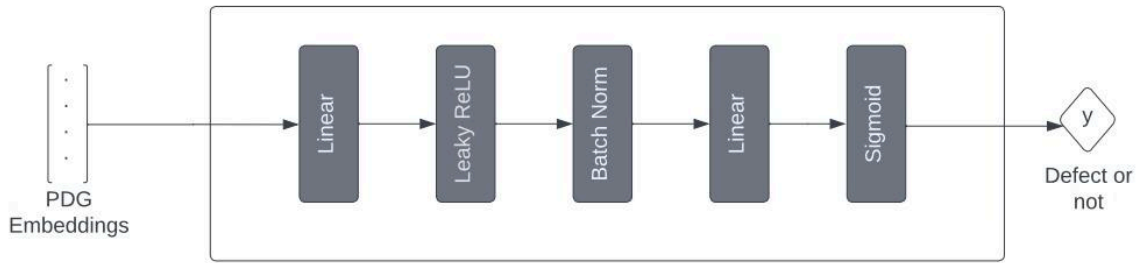 PDG
Embeddings
Linear
Leaky ReLU
Batch Norm
Linear
Sigmoid
y
Defect or
not